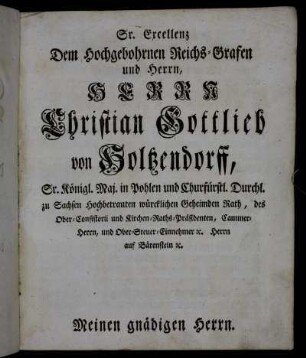 Sr. Excellenz
Dem Hochgebohrnen Reichs-Grafen
und Herrn,
HERRN
Christian Gottlieb
von Holtzendorff,
Sr. Königl. Maj. in Pohlen und Churfürstl. Durchl.
zu Sachsen Hochbetrauten würcklichen Geheimden Rath, des
Ober-Consistorii und Kirchen-Raths-Präsidenten, Cammer-
Herrn, und Ober-Steuer-Einnehmer ꝛc. Herrn
auf Bärenstein ꝛc.
Meinen gnädigen Herrn.